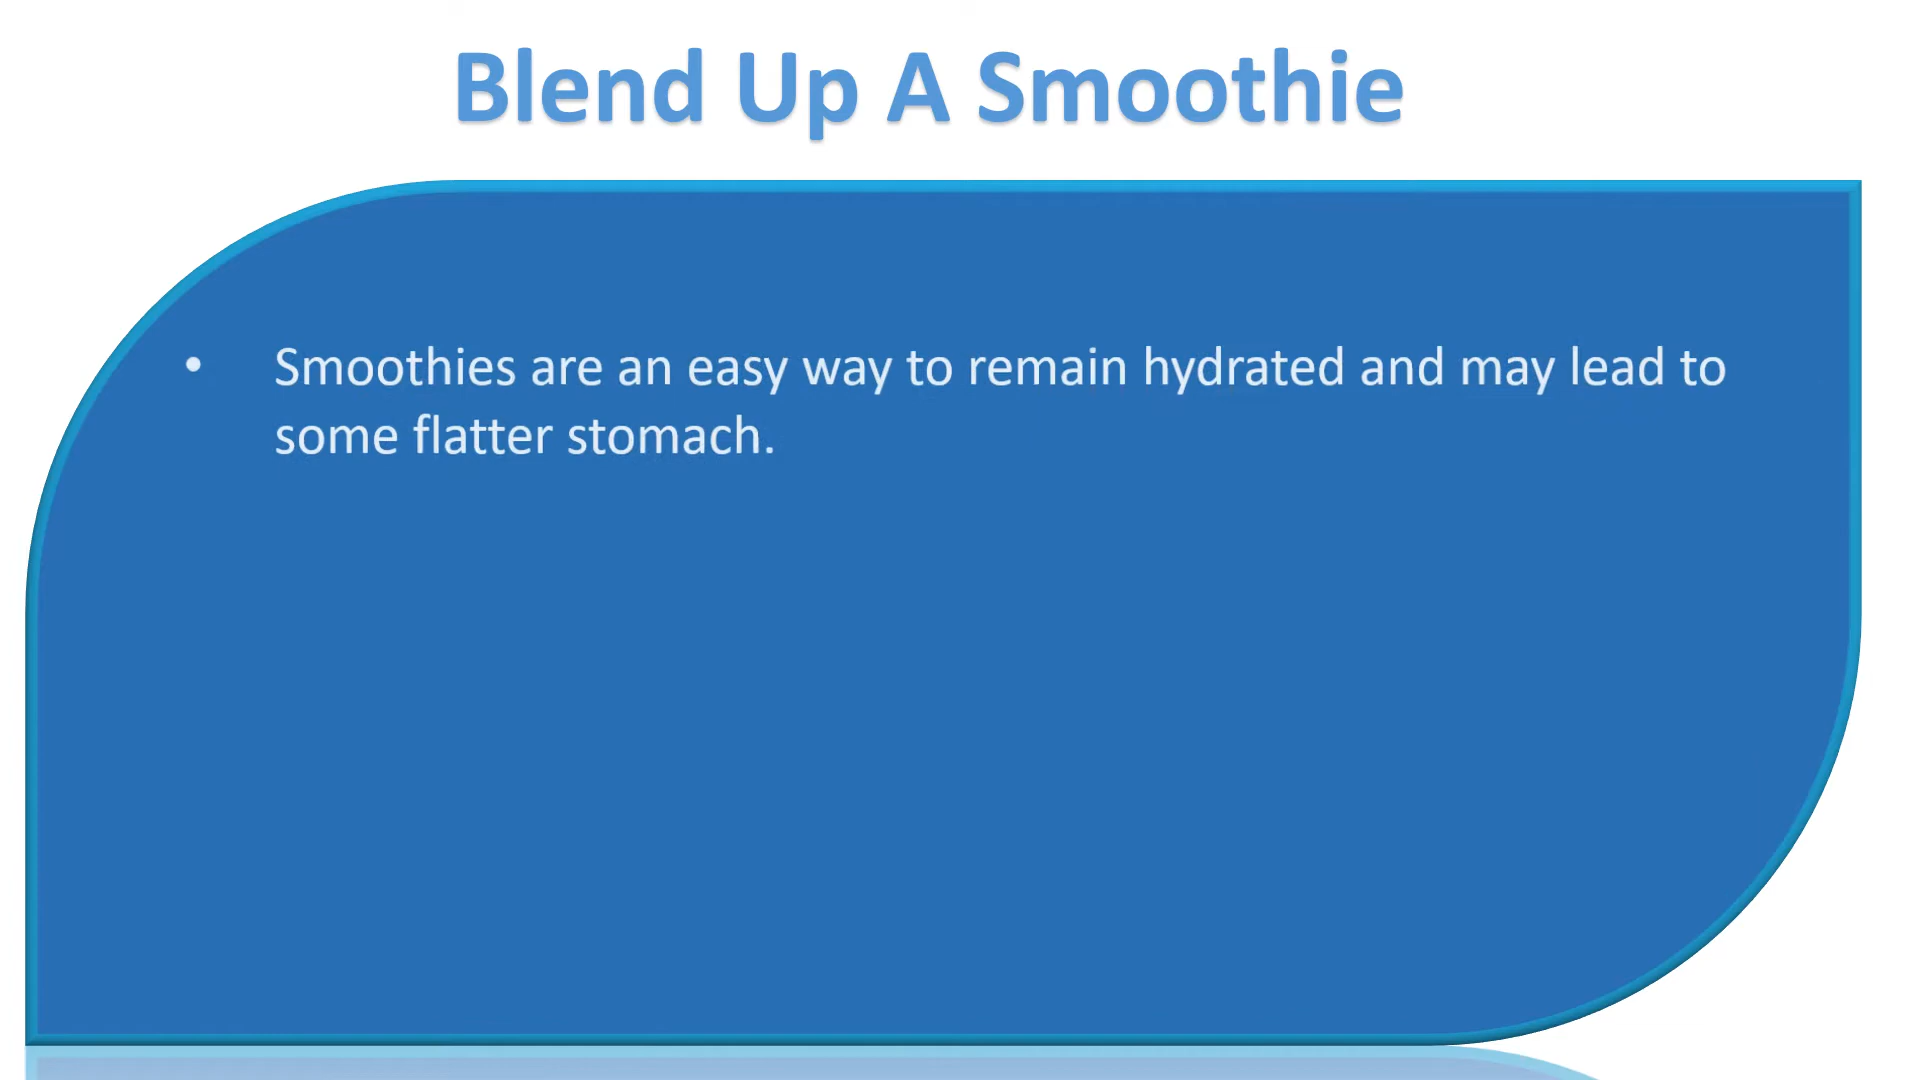 Blend Up A Smoothie
• Smoothies are an easy way to remain hydrated and may lead to
some flatter stomach.